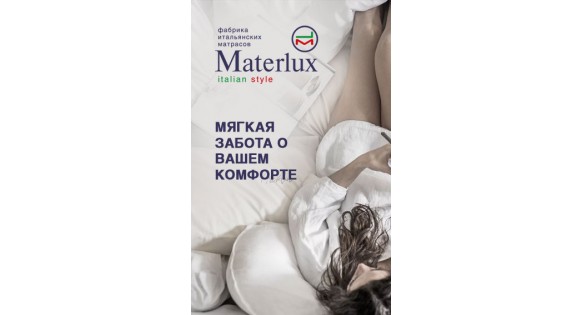 фабрика
итальянских
матрасов
Materlux
italian style
МЯГКАЯ
ЗАБОТА О
ВАШЕМ
КОМФОРТЕ